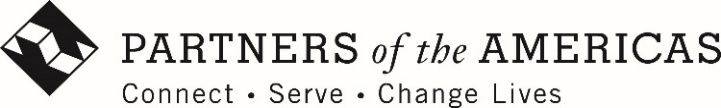 PARTNERS of the AMERICAS
Connect • Serve • Change Lives